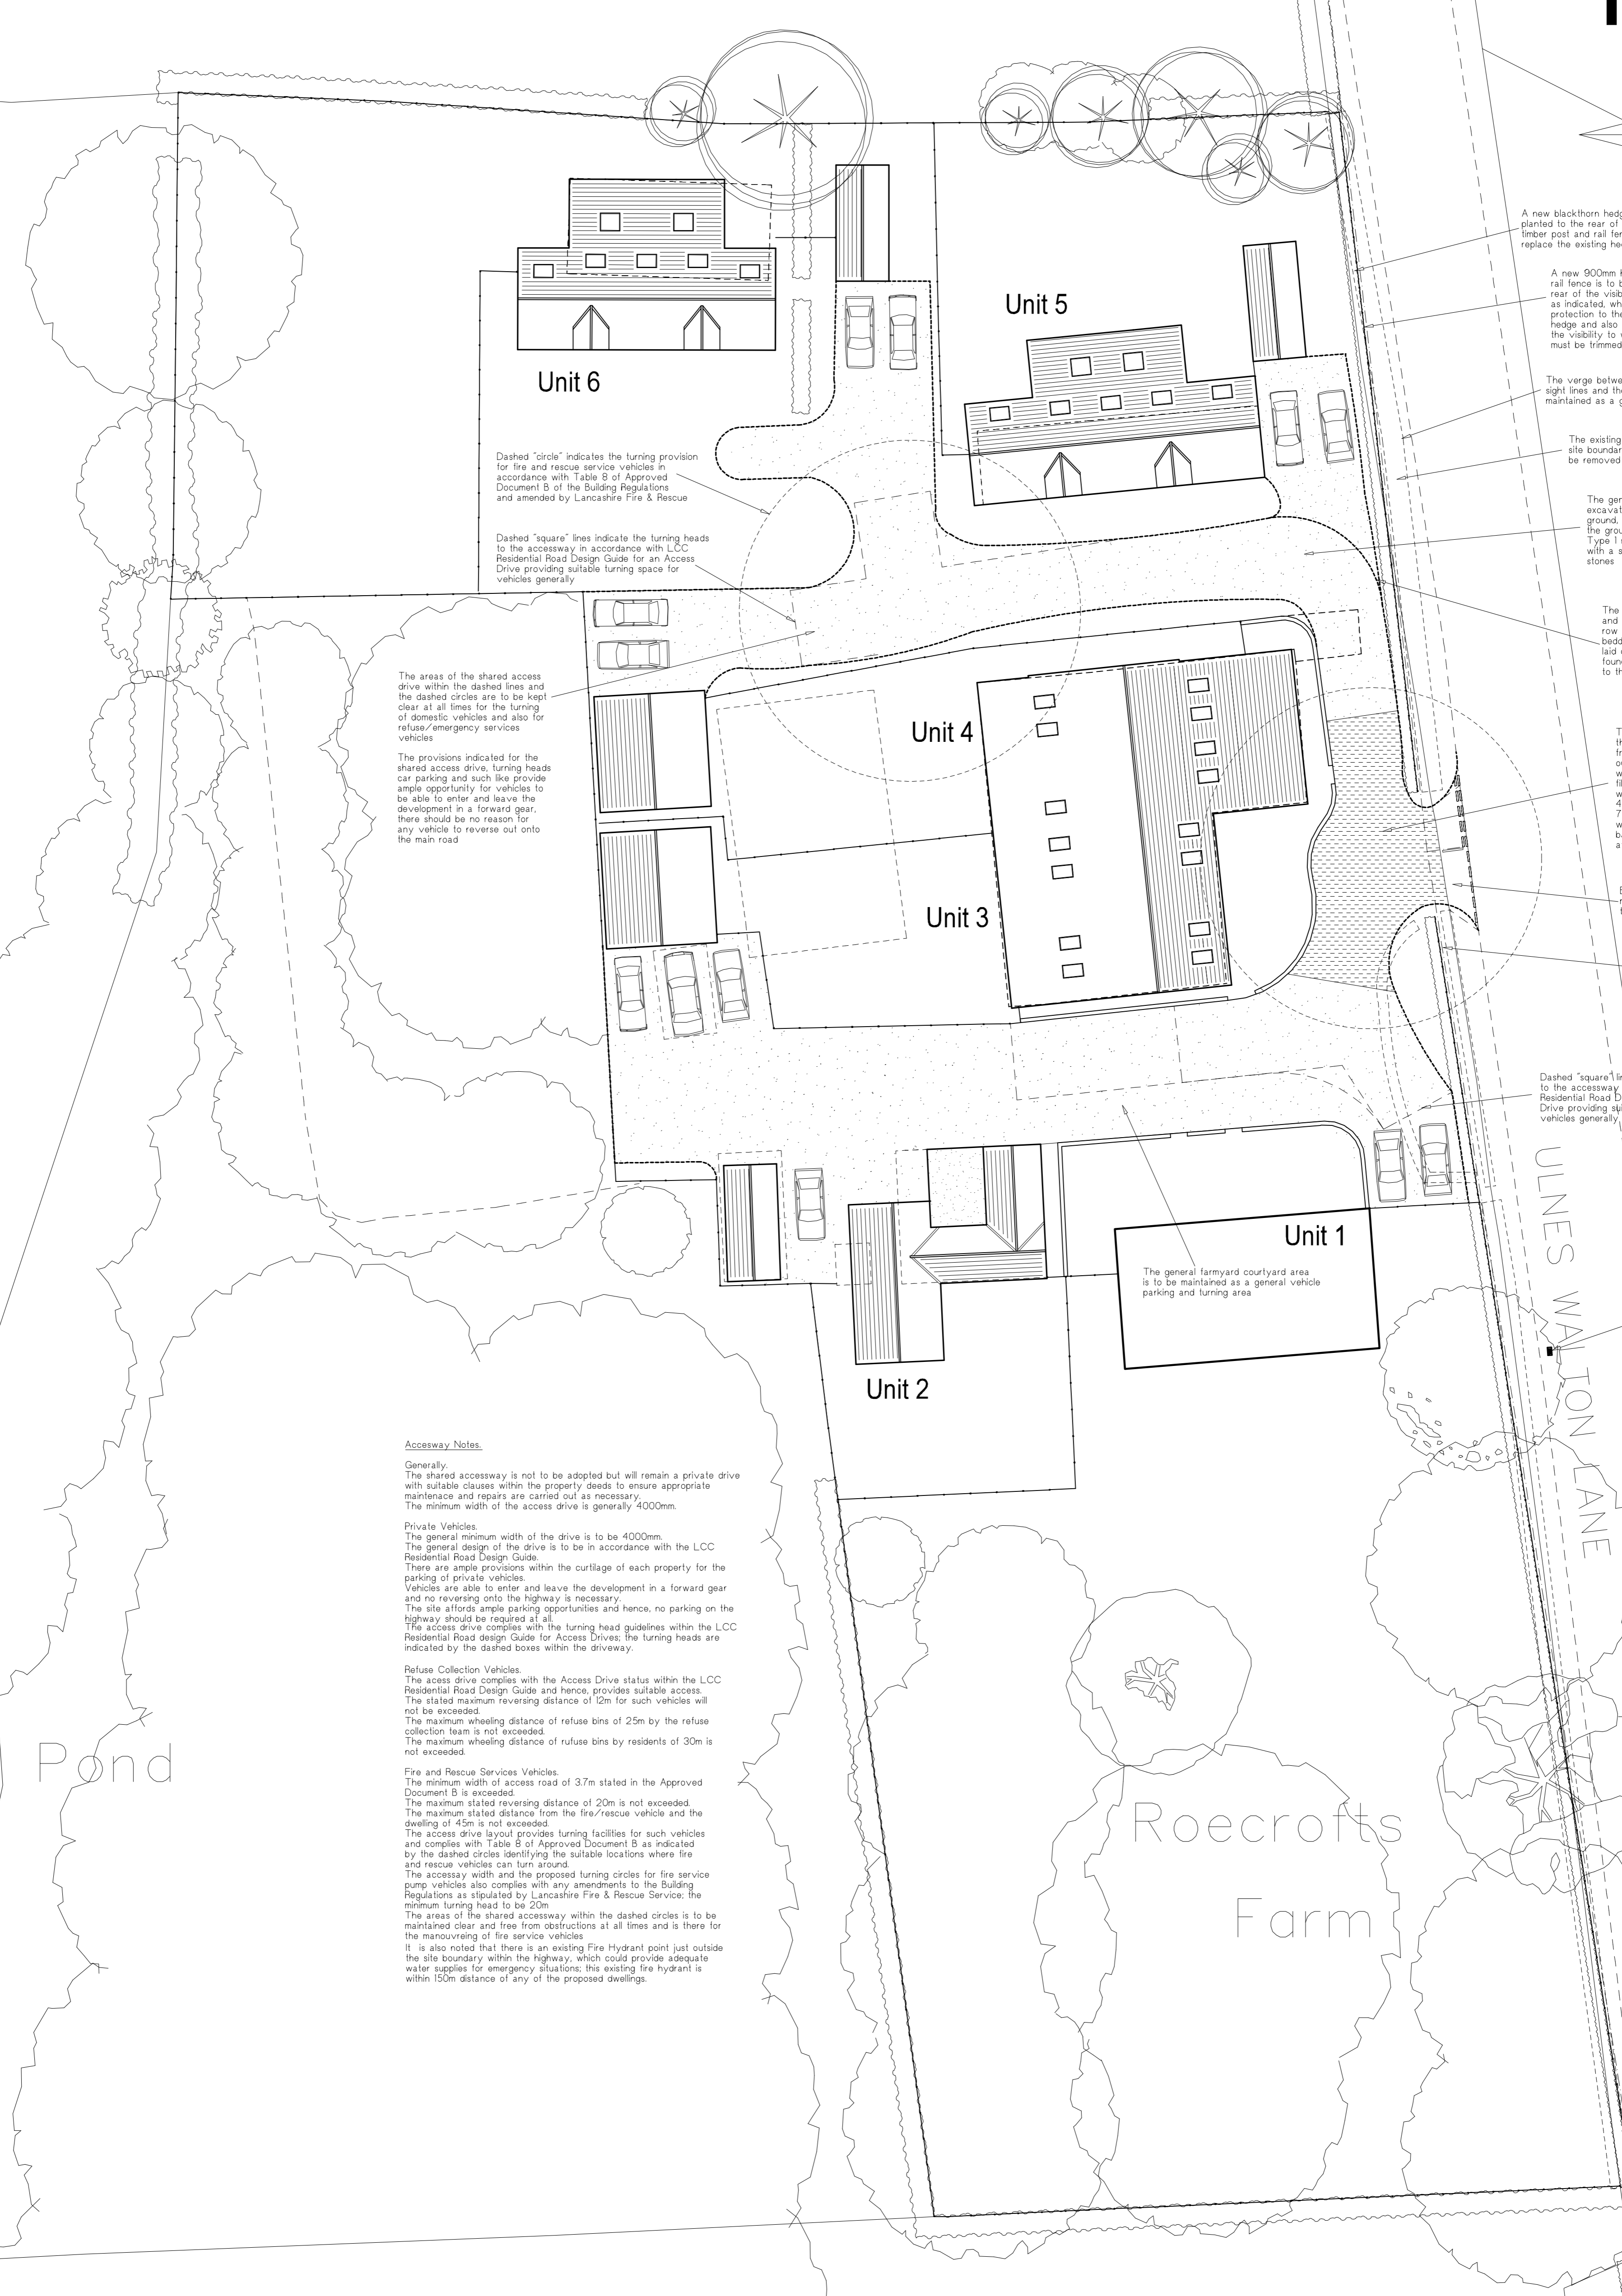 Unit 5
Unit 6
Dashed "circle" indicates the turning provision
for fire and rescue service vehicles in
accordance with Table 8 of Approved
Document B of the Building Regulations
and amended by Lancashire Fire & Rescue
Dashed "square" lines indicate the turning heads
to the accessway in accordance with LCC
Residential Road Design Guide for an Access
Drive providing suitable turning space for
vehicles generally
The areas of the shared access
drive within the dashed lines and
the dashed circles are to be kept
clear at all times for the turning
of domestic vehicles and also for
refuse/emergency services
vehicles
The provisions indicated for the
shared access drive, turning heads
car parking and such like provide
ample opportunity for vehicles to
be able to enter and leave the
development in a forward gear,
there should be no reason for
any vehicle to reverse out onto
the main road
Unit 4
Unit 3
A new blackthorn
planted to the rear of
timber post and rail
replace the existing
A new 900mm
rail fence is to
rear of the
as indicated,
protection to the
hedge and also
the visibility to
must be trimmed
The verge
sight lines and
maintained as a
The existing
site
be removed
The
ground,
the
Type 1
with a
stones
The
and
row
laid
to
Dashed "square"
to the accessway
Residential Road
Drive providing
vehicles generally
ULNES WALTON LANE
Unit 1
The general farmyard courtyard area
is to be maintained as a general vehicle
parking and turning area
Unit 2
Accesway Notes.
Generally.
The shared accessway is not to be adopted but will remain a private drive
with suitable clauses within the property deeds to ensure appropriate
maintenace and repairs are carried out as necessary.
The minimum width of the access drive is generally 4000mm.
Private Vehicles.
The general minimum width of the drive is to be 4000mm.
The general design of the drive is to be in accordance with the LCC
Residential Road Design Guide.
There are ample provisions within the curtilage of each property for the
parking of private vehicles.
Vehicles are able to enter and leave the development in a forward gear
and no reversing onto the highway is necessary.
The site affords ample parking opportunities and hence, no parking on the
highway should be required at all.
The access drive complies with the turning head guidelines within the LCC
Residential Road design Guide for Access Drives; the turning heads are
indicated by the dashed boxes within the driveway.
Refuse Collection Vehicles.
The acess drive complies with the Access Drive status within the LCC
Residential Road Design Guide and hence, provides suitable access.
The stated maximum reversing distance of 12m for such vehicles will
not be exceeded.
The maximum wheeling distance of refuse bins of 25m by the refuse
collection team is not exceeded.
The maximum wheeling distance of rufuse bins by residents of 30m is
not exceeded.
Fire and Rescue Services Vehicles.
The minimum width of access road of 3.7m stated in the Approved
Document B is exceeded.
The maximum stated reversing distance of 20m is not exceeded.
The maximum stated distance from the fire/rescue vehicle and the
dwelling of 45m is not exceeded.
The access drive layout provides turning facilities for such vehicles
and complies with Table 8 of Approved Document B as indicated
by the dashed circles identifying the suitable locations where fire
and rescue vehicles can turn around.
The accessay width and the proposed turning circles for fire service
pump vehicles also complies with any amendments to the Building
Regulations as stipulated by Lancashire Fire & Rescue Service; the
minimum turning head to be 20m
The areas of the shared accessway within the dashed circles is to be
maintained clear and free from obstructions at all times and is there for
the manouvreing of fire service vehicles
It is also noted that there is an existing Fire Hydrant point just outside
the site boundary within the highway, which could provide adequate
water supplies for emergency situations; this existing fire hydrant is
within 150m distance of any of the proposed dwellings.
Pond
Roecrofts
Farm